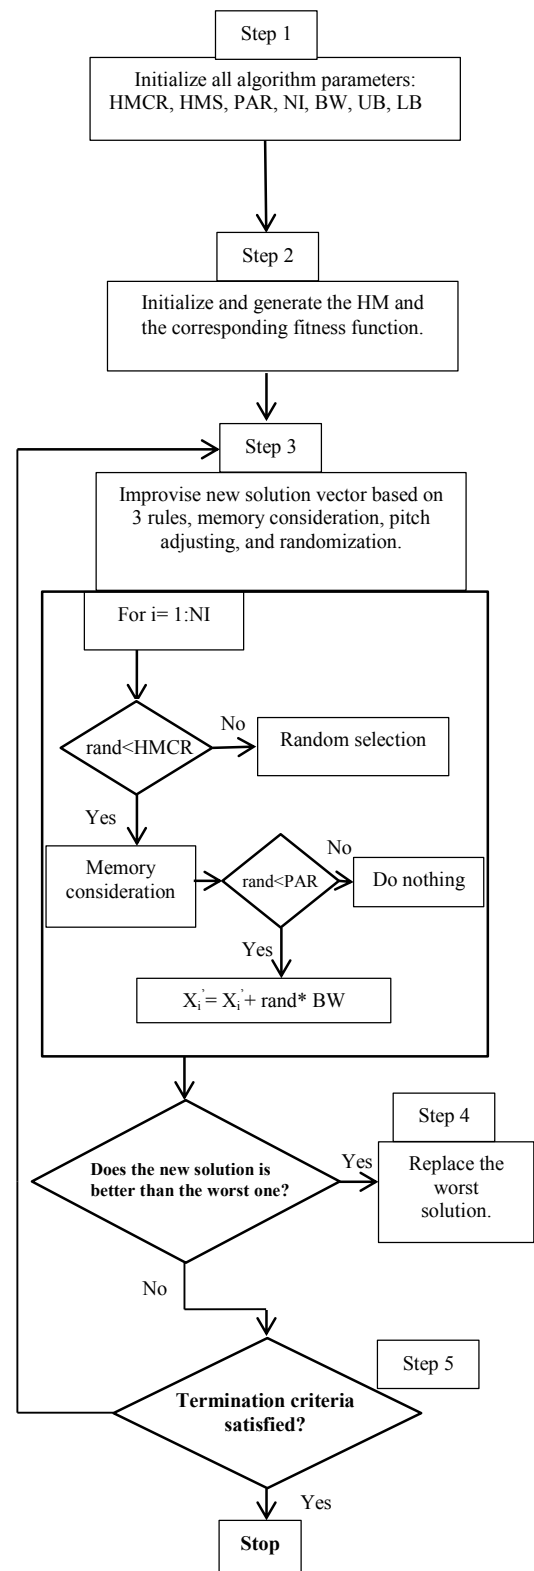 Step 1
Initialize all algorithm parameters:
HMCR, HMS, PAR, NI, BW, UB, LB
Step 2
Initialize and generate the HM and
the corresponding fitness function.
Step 3
Improvise new solution vector based on
3 rules, memory consideration, pitch
adjusting, and randomization.
For i= 1:NI
rand<HMCR
No
Random selection
Yes
Memory
consideration
rand<PAR
No
Do nothing
Yes
Xi'= Xi'+ rand* BW
Step 4
Does the new solution is
better than the worst one?
Yes
Replace the
worst
solution.
No
Step 5
Termination criteria
satisfied?
Yes
Stop